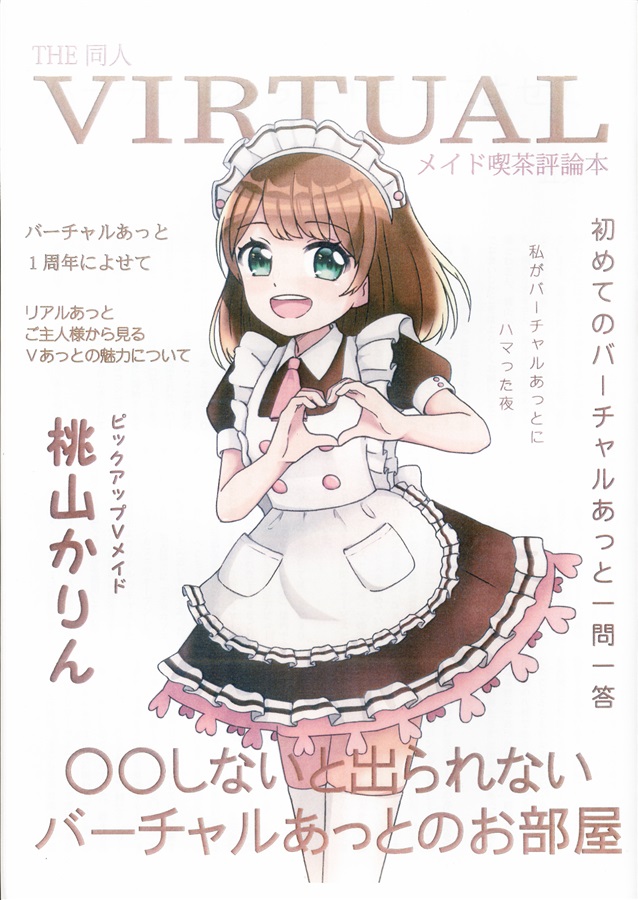 THE 同人
VIRTUAL
メイド喫茶評論本
バーチャルあっと
1周年によせて
リアルあっと
ご主人様から見る
Vあっとの魅力について
初めてのバーチャルあっと一問一答
私がバーチャルあっとに
ハマった夜
ピックアップVメイド
桃山かりん
〇〇しないと出られない
バーチャルあっとのお部屋